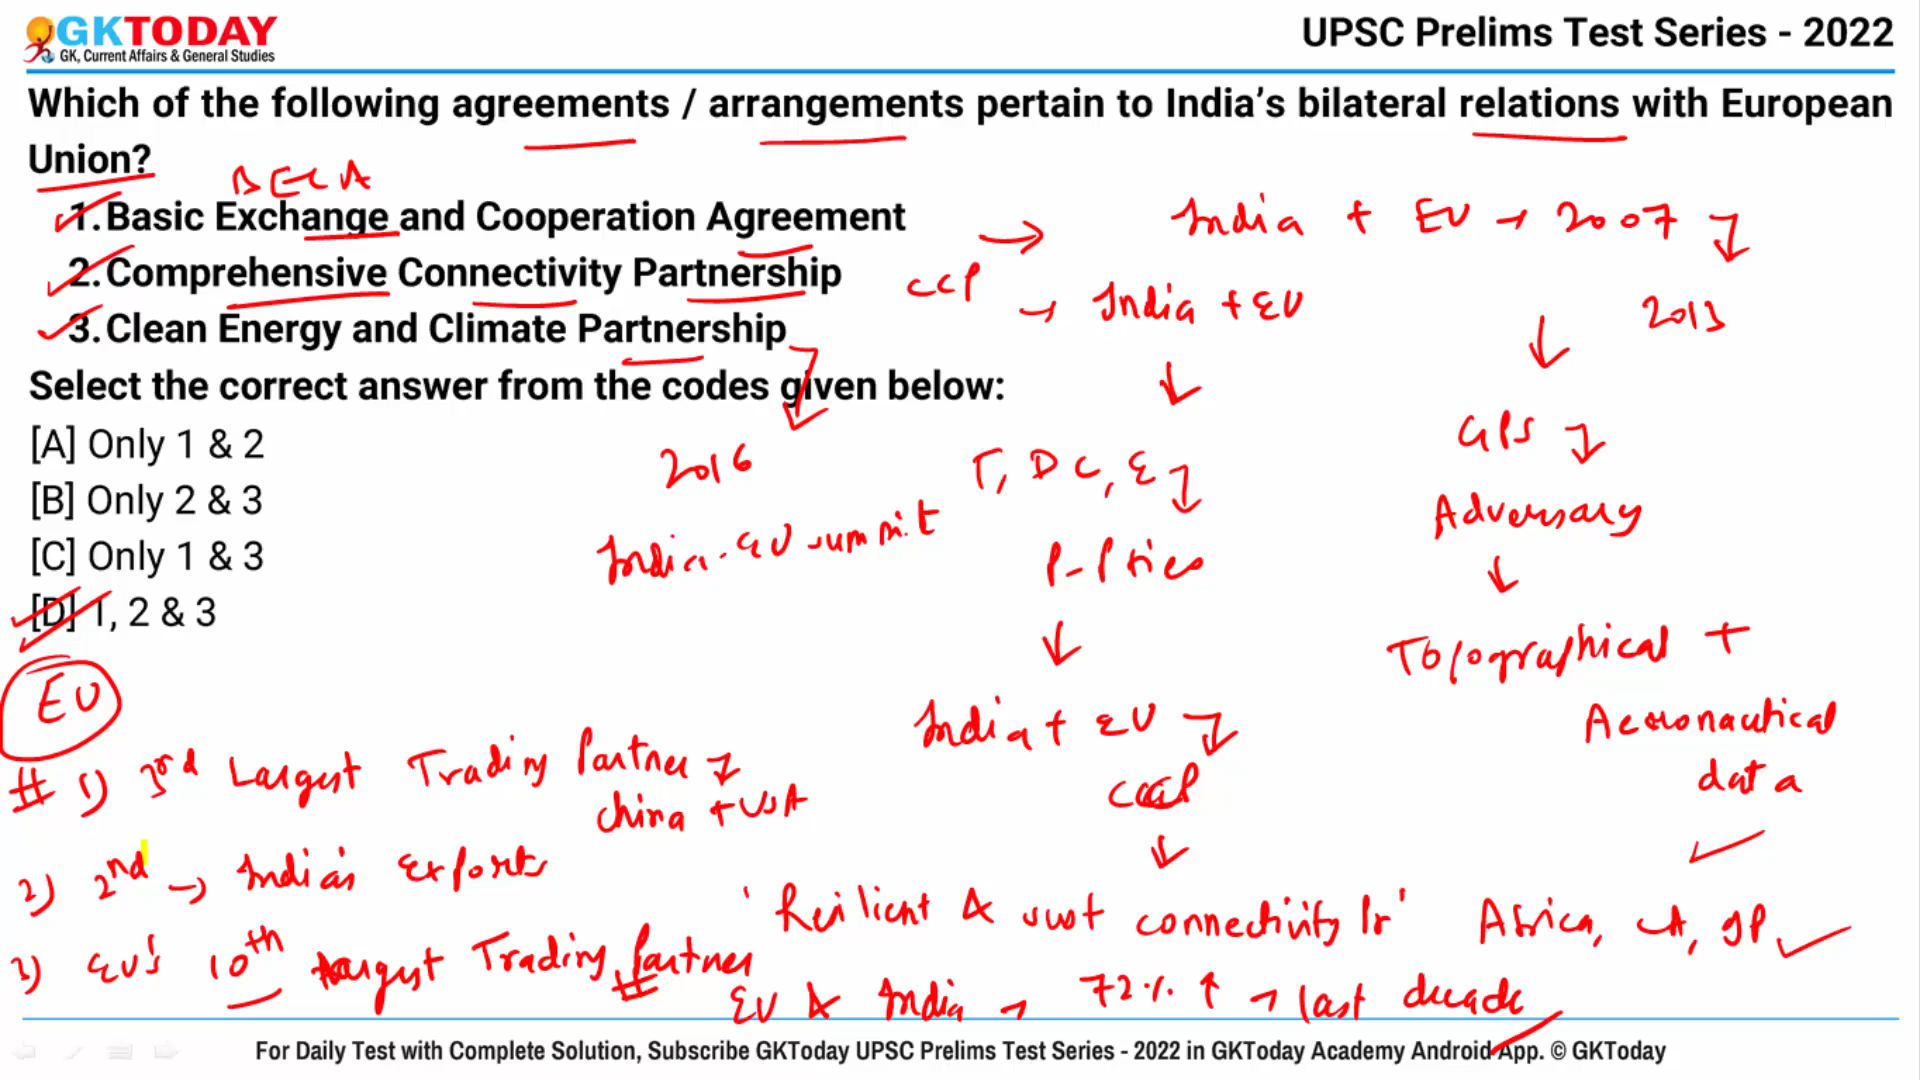 GKTODAY
GK, Current Affairs & General Studies
UPSC Prelims Test Series - 2022
Which of the following agreements / arrangements pertain to India's bilateral relations with European
Union?
BECA
1. Basic Exchange and Cooperation Agreement
2. Comprehensive Connectivity Partnership
3. Clean Energy and Climate Partnership
Select the correct answer from the codes given below:
[A] Only 1 & 2
[B] Only 2 & 3
[C] Only 1 & 3
[D] 1, 2 & 3
India + EU → 2007
2013
CCP
→ India + EU
GPS
Adversary
Topographical +
Aeronautical
data
2016
India-EU summit
T, DC, E
P-P ties
India + EU
CCP
'Resilient & sust connectivity Pr'
Africa, CA, IP
EU & India → 72% ↑ → last decade
EU
# 1) 3rd Largest Trading Partner
China + USA
2) 2nd → India's Exports
3) EU's 10th largest Trading Partner
#
For Daily Test with Complete Solution, Subscribe GKToday UPSC Prelims Test Series - 2022 in GKToday Academy Android App. © GKToday